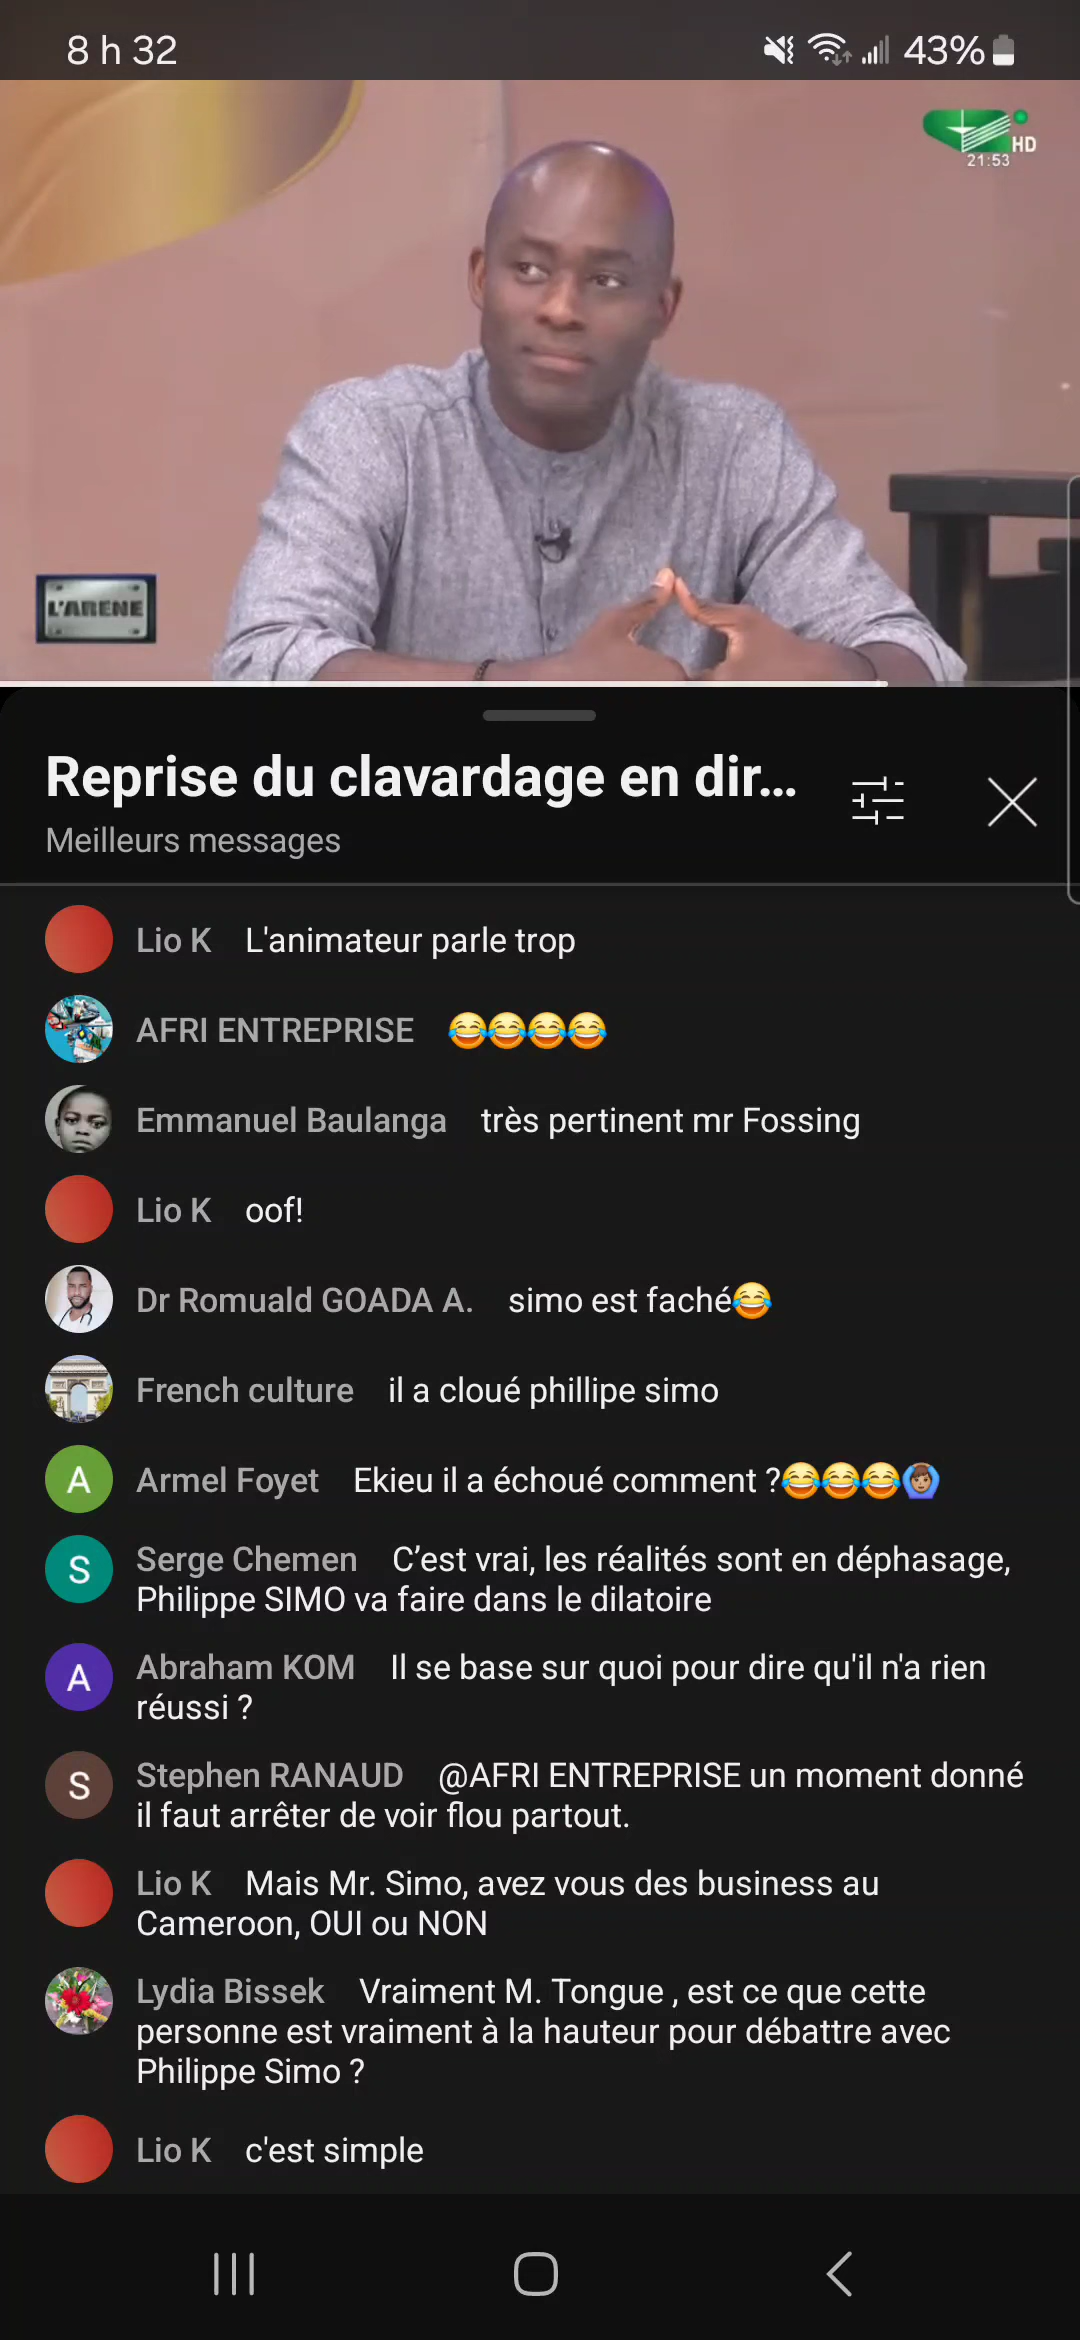 8 h 32
43%
HD
21:53
L'ARENE
Reprise du clavardage en dir...
Meilleurs messages
Lio K L'animateur parle trop
AFRI ENTREPRISE 😂😂😂😂
Emmanuel Baulanga très pertinent mr Fossing
Lio K oof!
Dr Romuald GOADA A. simo est faché😂
French culture il a cloué phillipe simo
A Armel Foyet Ekieu il a échoué comment ?😂😂😂🙆🏽
S Serge Chemen C’est vrai, les réalités sont en déphasage,
Philippe SIMO va faire dans le dilatoire
A Abraham KOM Il se base sur quoi pour dire qu'il n'a rien
réussi ?
S Stephen RANAUD @AFRI ENTREPRISE un moment donné
il faut arrêter de voir flou partout.
Lio K Mais Mr. Simo, avez vous des business au
Cameroon, OUI ou NON
Lydia Bissek Vraiment M. Tongue , est ce que cette
personne est vraiment à la hauteur pour débattre avec
Philippe Simo ?
Lio K c'est simple